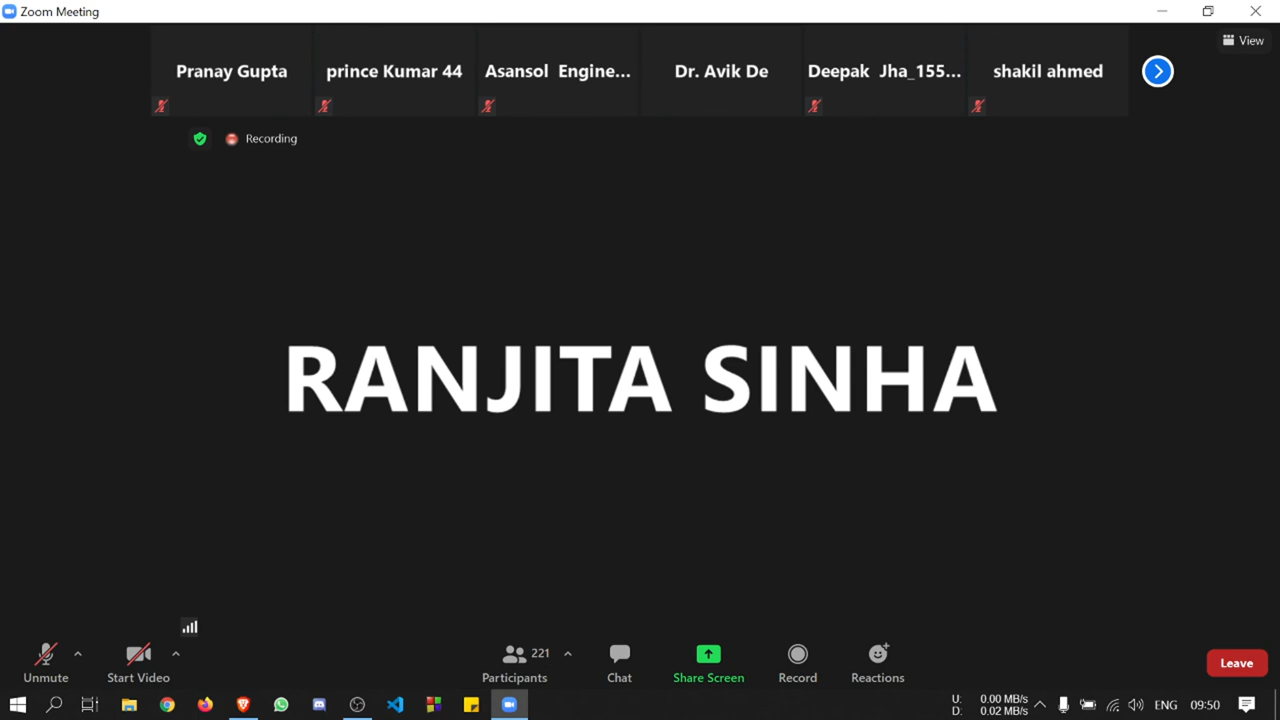 Zoom Meeting
View
Pranay Gupta
prince Kumar 44
Asansol Engine...
Dr. Avik De
Deepak Jha_155...
shakil ahmed
Recording
RANJITA SINHA
Unmute
Start Video
221
Participants
Chat
Share Screen
Record
Reactions
Leave
U: 0.00 MB/s
D: 0.02 MB/s
ENG
09:50